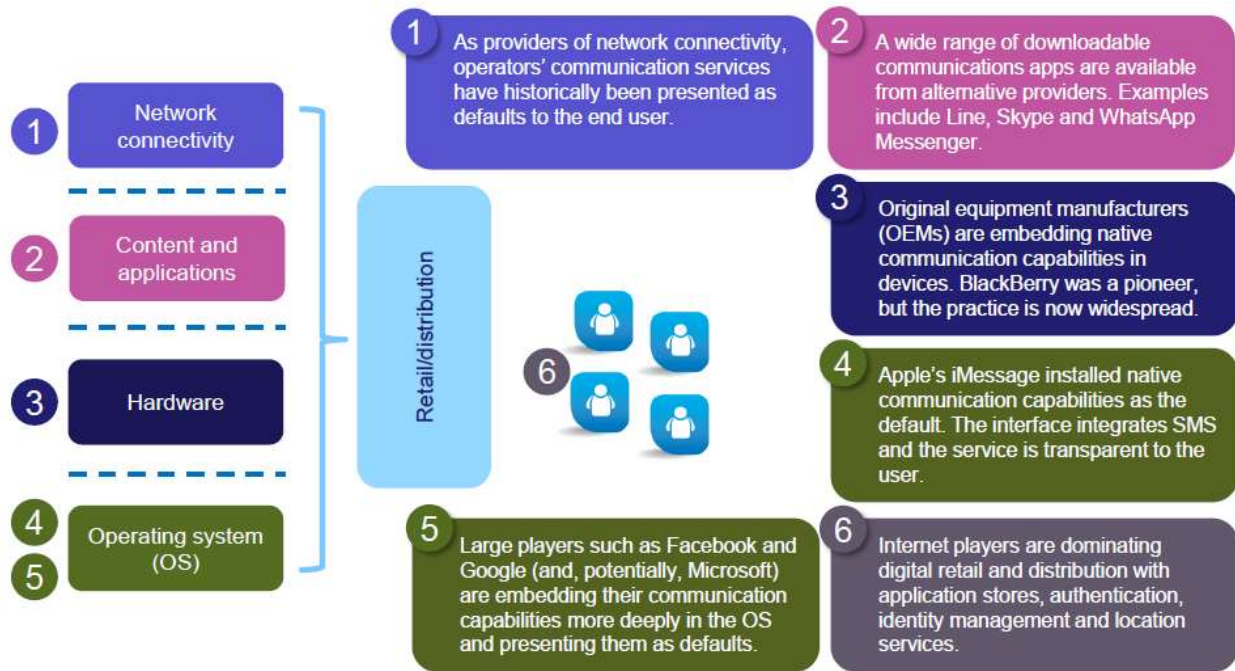 1
Network
connectivity
2
Content and
applications
3
Hardware
4
5
Operating system
(OS)
Retail/distribution
6
1
As providers of network connectivity,
operators' communication services
have historically been presented as
defaults to the end user.
2
A wide range of downloadable
communications apps are available
from alternative providers. Examples
include Line, Skype and WhatsApp
Messenger.
3
Original equipment manufacturers
(OEMs) are embedding native
communication capabilities in
devices. BlackBerry was a pioneer,
but the practice is now widespread.
4
Apple's iMessage installed native
communication capabilities as the
default. The interface integrates SMS
and the service is transparent to the
user.
5
Large players such as Facebook and
Google (and, potentially, Microsoft)
are embedding their communication
capabilities more deeply in the OS
and presenting them as defaults.
6
Internet players are dominating
digital retail and distribution with
application stores, authentication,
identity management and location
services.